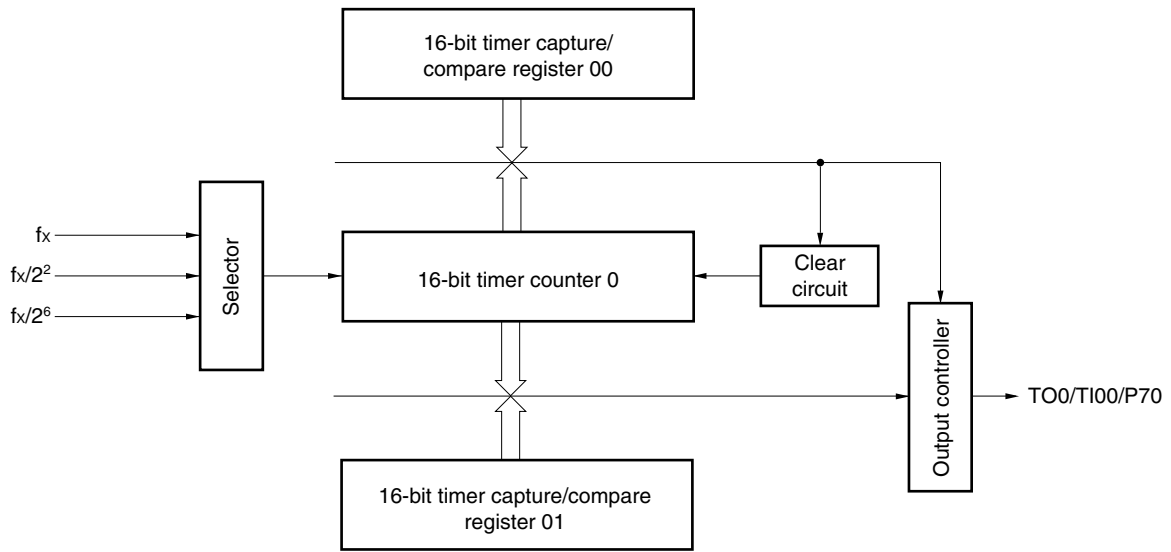 16-bit timer capture/
compare register 00
fx
fx/2²
fx/2⁶
Selector
16-bit timer counter 0
Clear
circuit
Output controller
TO0/TI00/P70
16-bit timer capture/compare
register 01